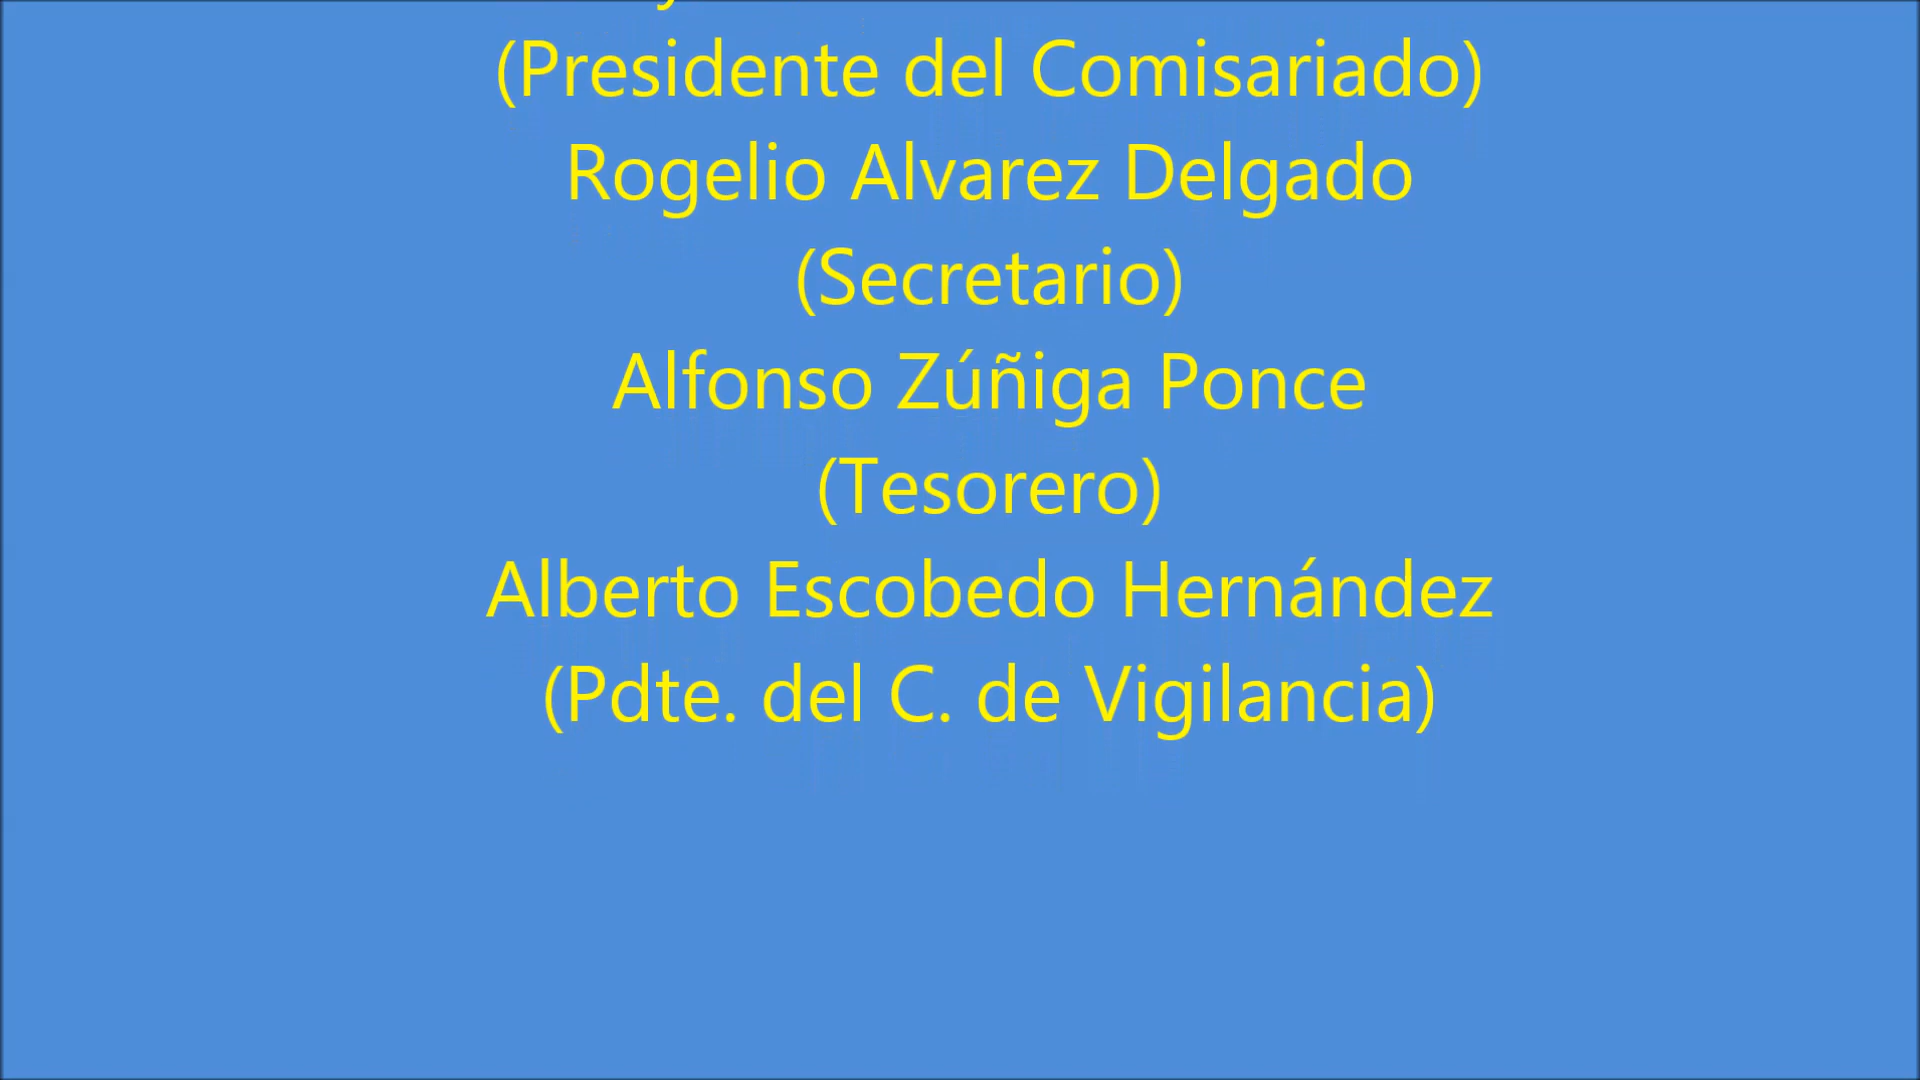 (Presidente del Comisariado)
Rogelio Alvarez Delgado
(Secretario)
Alfonso Zúñiga Ponce
(Tesorero)
Alberto Escobedo Hernández
(Pdte. del C. de Vigilancia)